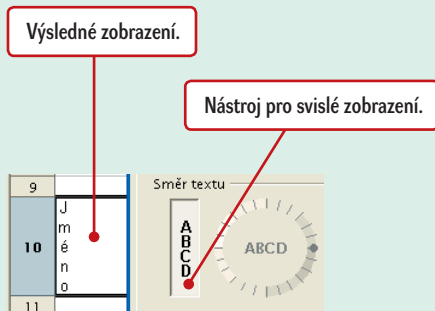 Výsledné zobrazení.
Nástroj pro svislé zobrazení.
9
J
m
é
n
o
10
11
Směr textu
A
B
C
D
ABCD